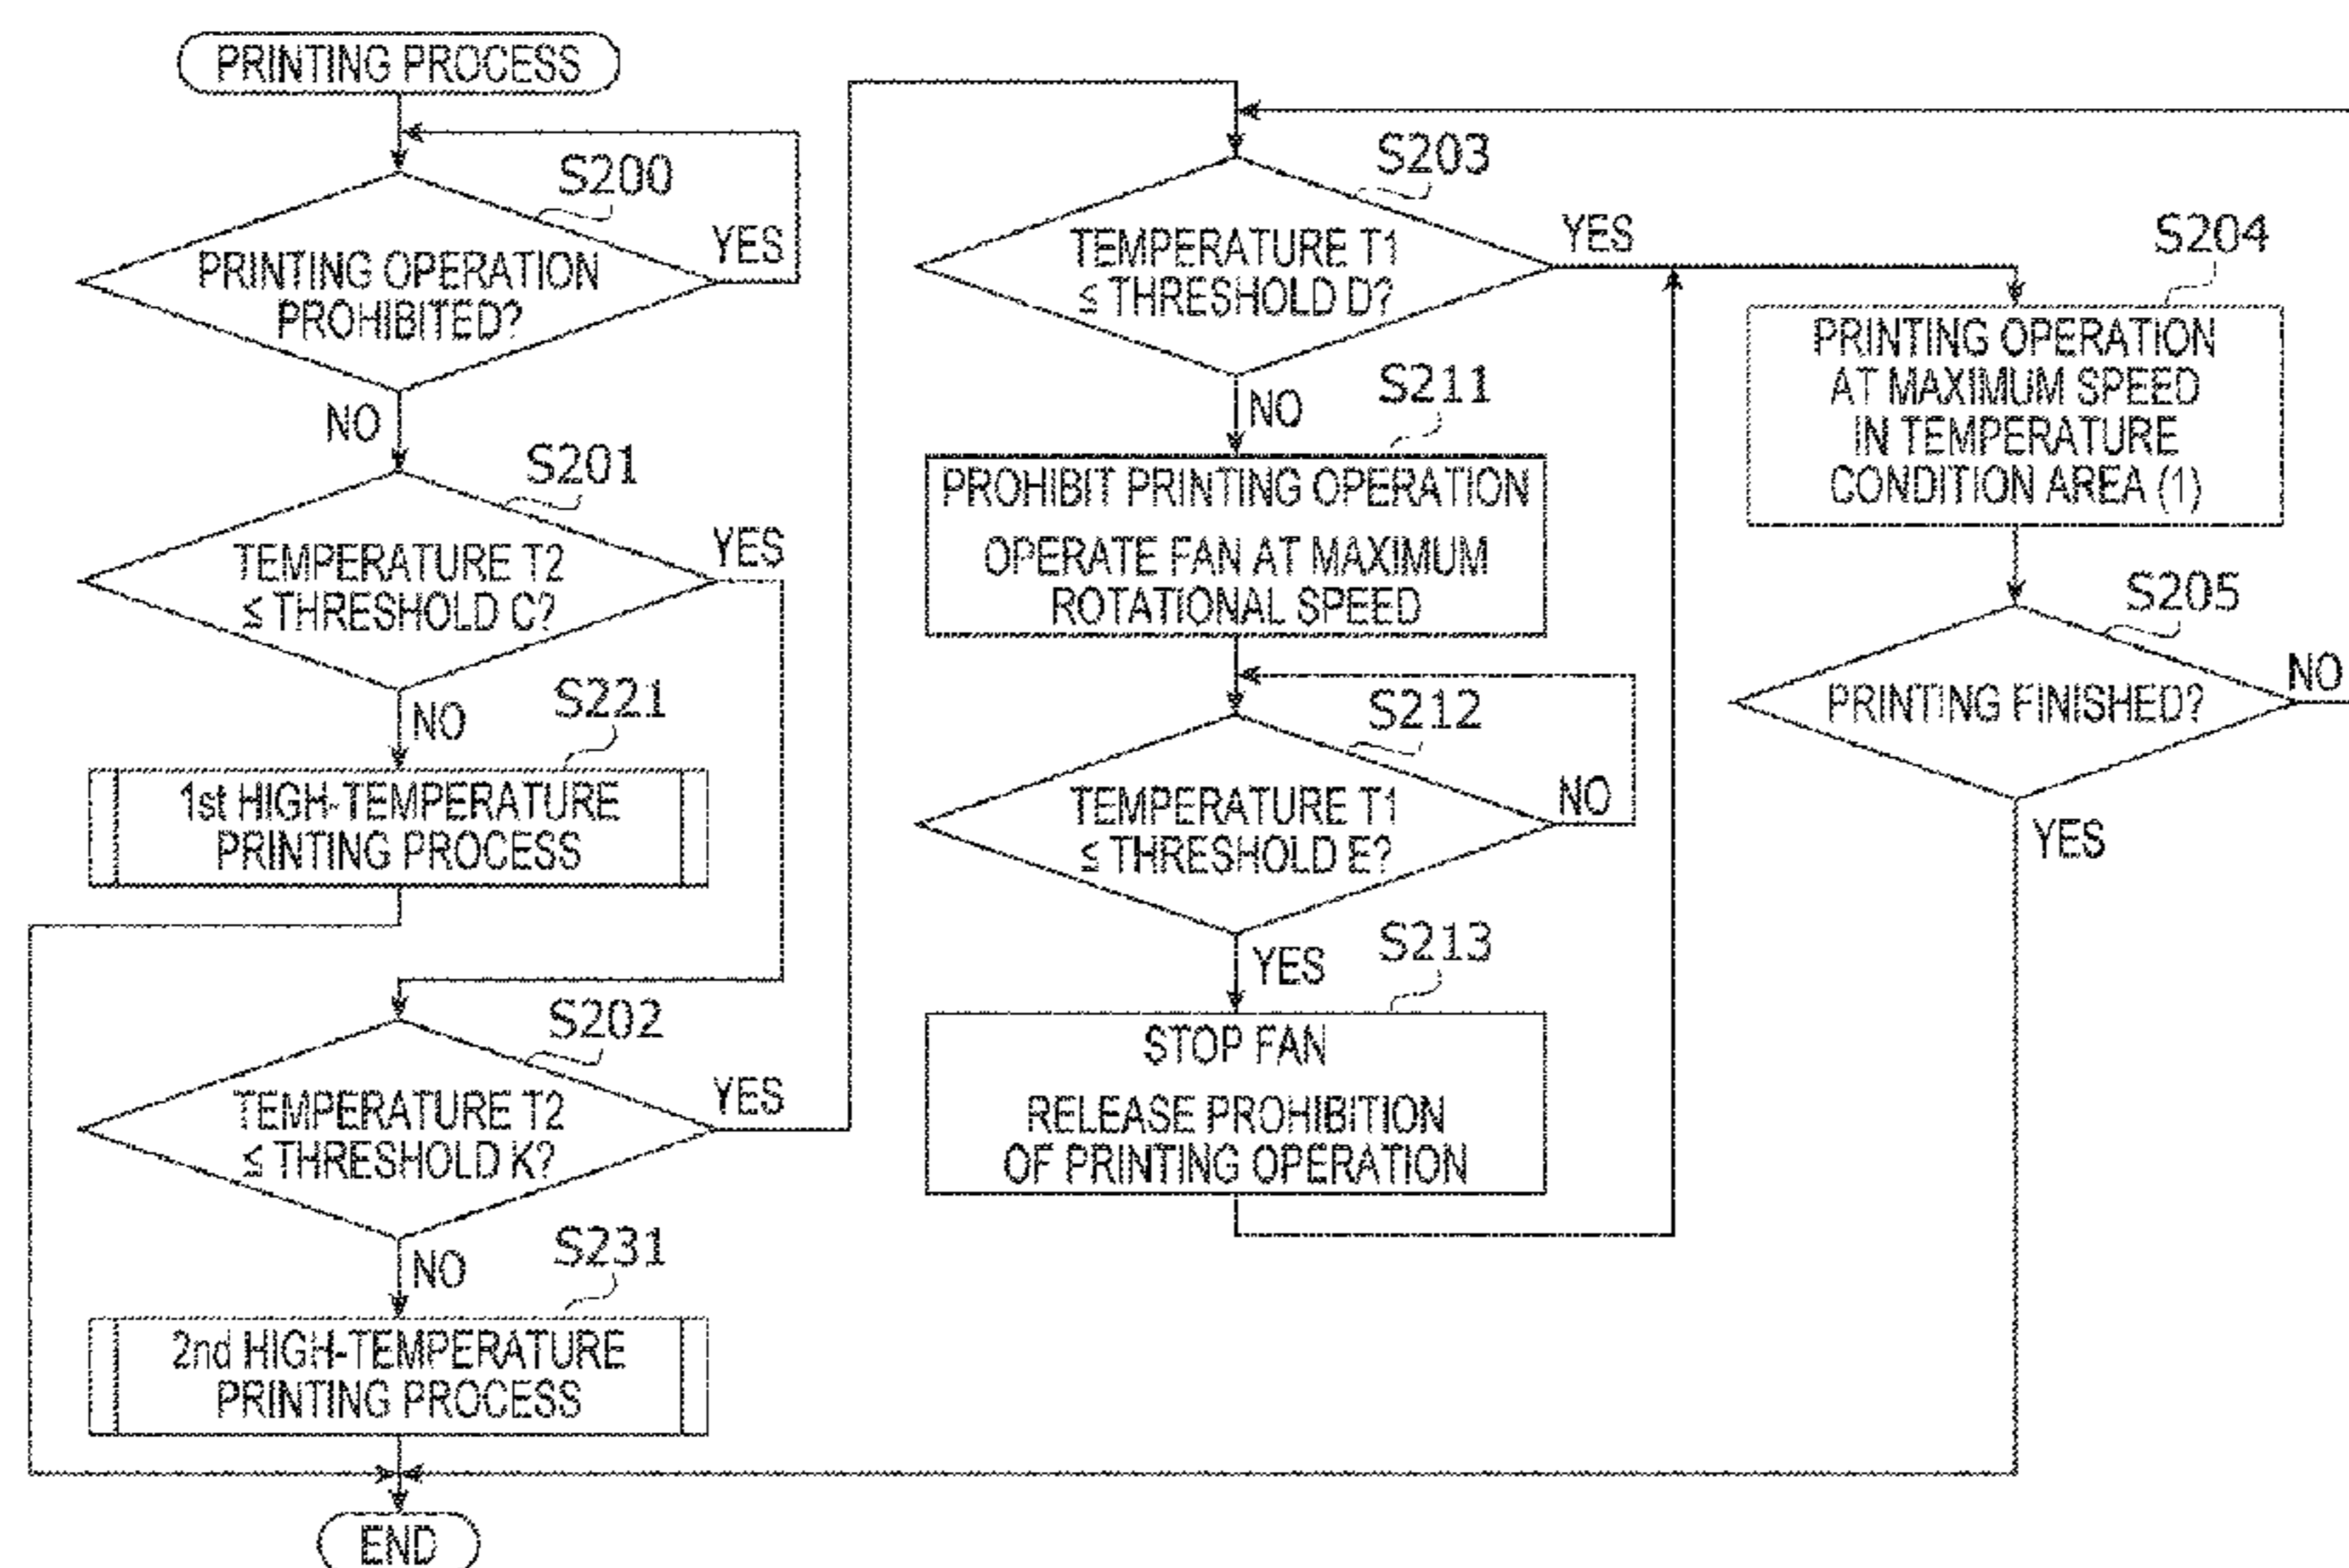 PRINTING PROCESS
S200
PRINTING OPERATION
PROHIBITED?
YES
NO
S201
TEMPERATURE T2
≦ THRESHOLD C?
YES
NO
S221
1st HIGH-TEMPERATURE
PRINTING PROCESS
S202
TEMPERATURE T2
≦ THRESHOLD K?
YES
NO
S231
2nd HIGH-TEMPERATURE
PRINTING PROCESS
END
S203
TEMPERATURE T1
≦ THRESHOLD D?
YES
NO
S211
PROHIBIT PRINTING OPERATION
OPERATE FAN AT MAXIMUM
ROTATIONAL SPEED
S212
TEMPERATURE T1
≦ THRESHOLD E?
NO
YES
S213
STOP FAN
RELEASE PROHIBITION
OF PRINTING OPERATION
S204
PRINTING OPERATION
AT MAXIMUM SPEED
IN TEMPERATURE
CONDITION AREA (1)
S205
PRINTING FINISHED?
NO
YES